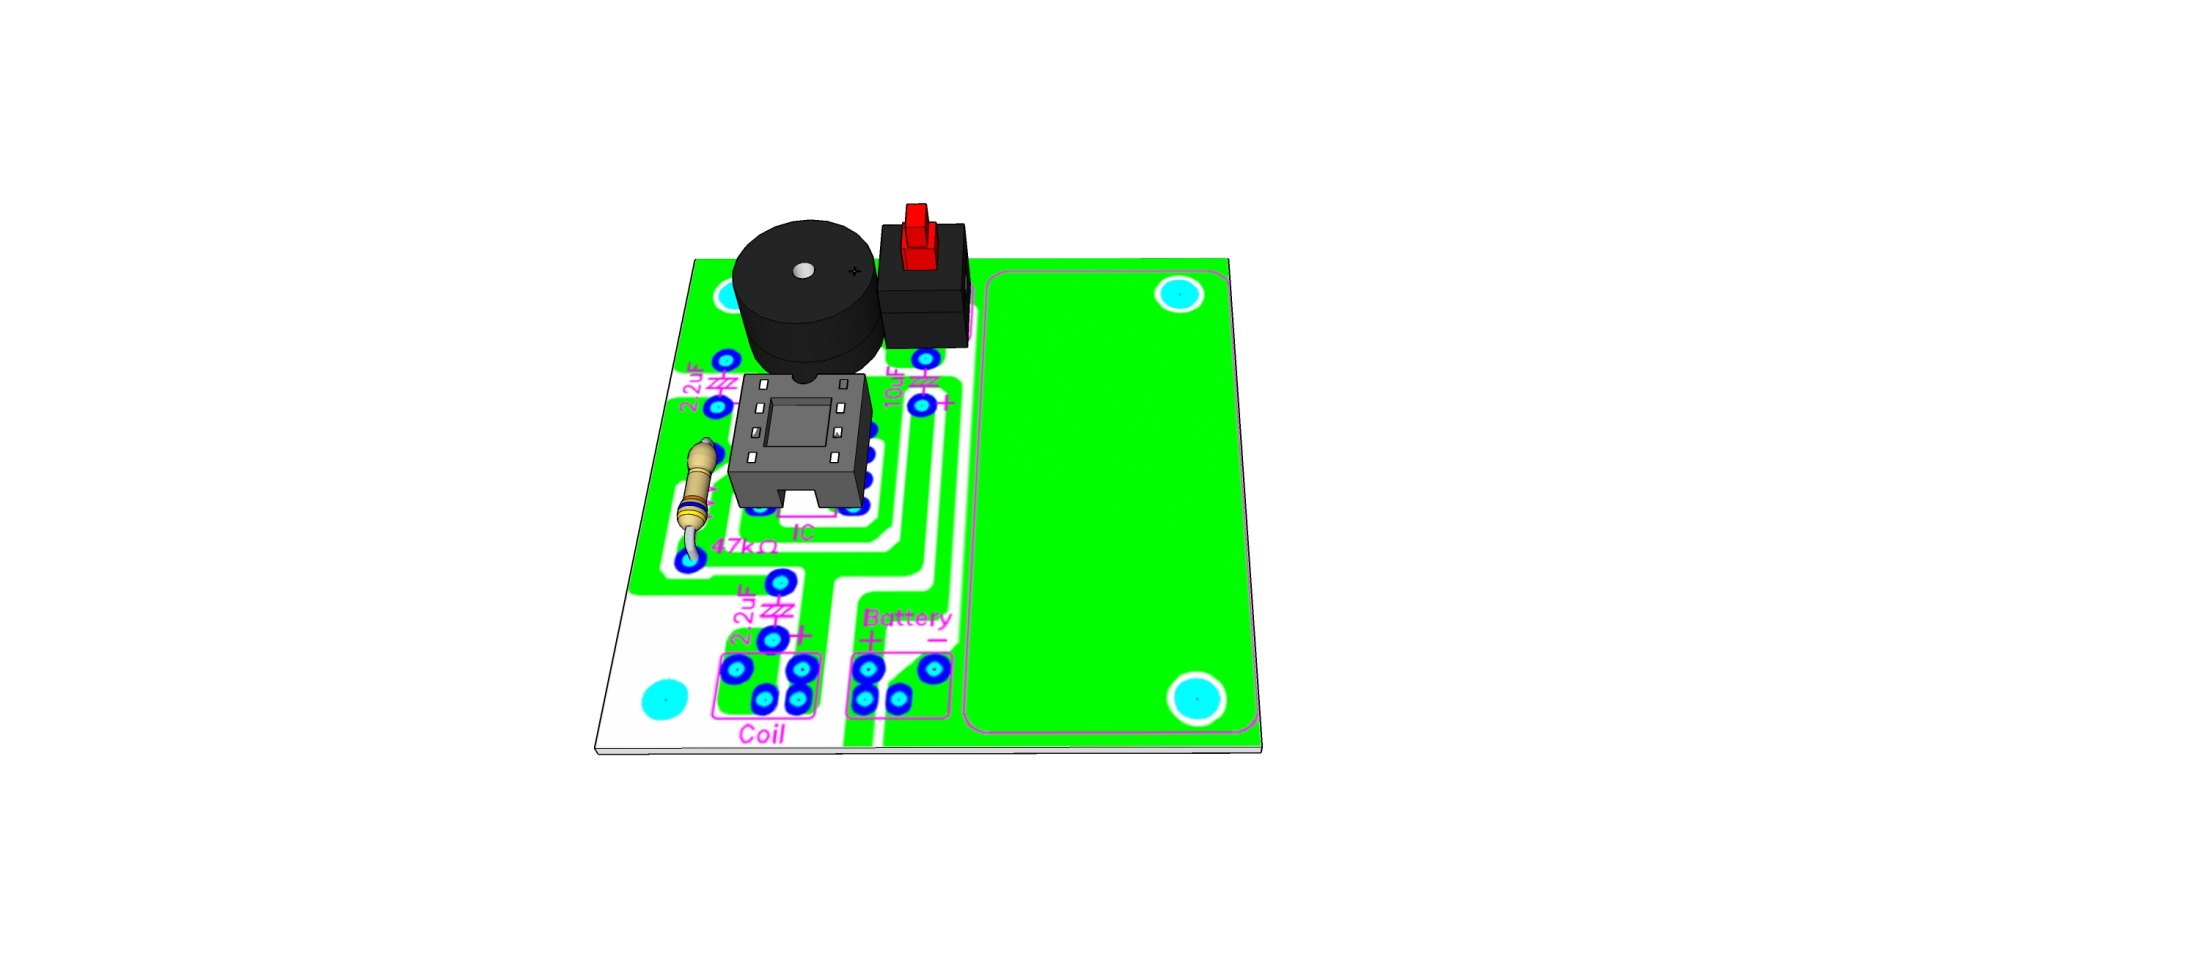 2.2uF
10uF
+
IC
47kΩ
2.2uF
+
Battery
+ −
Coil